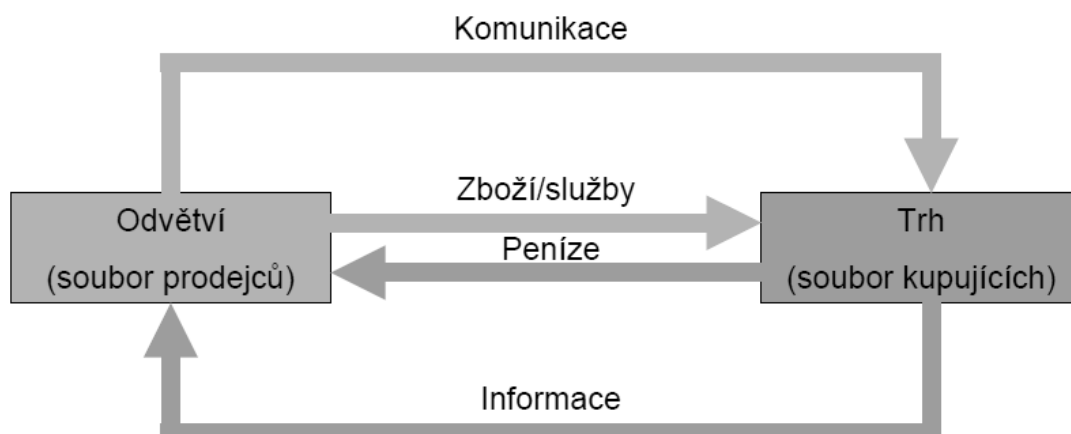 Komunikace
Zboží/služby
Odvětví
(soubor prodejců)
Peníze
Trh
(soubor kupujících)
Informace